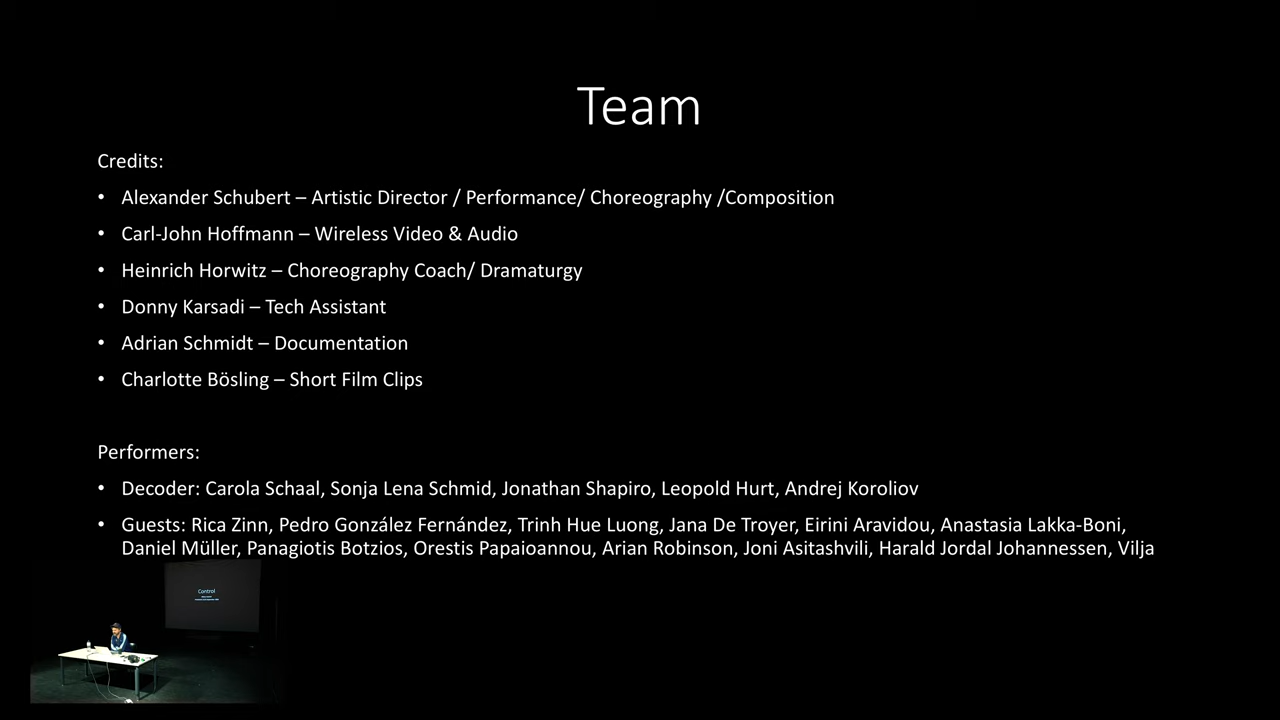 Team
Credits:
• Alexander Schubert – Artistic Director / Performance/ Choreography /Composition
• Carl-John Hoffmann – Wireless Video & Audio
• Heinrich Horwitz – Choreography Coach/ Dramaturgy
• Donny Karsadi – Tech Assistant
• Adrian Schmidt – Documentation
• Charlotte Bösling – Short Film Clips
Performers:
• Decoder: Carola Schaal, Sonja Lena Schmid, Jonathan Shapiro, Leopold Hurt, Andrej Koroliov
• Guests: Rica Zinn, Pedro González Fernández, Trinh Hue Luong, Jana De Troyer, Eirini Aravidou, Anastasia Lakka-Boni,
Daniel Müller, Panagiotis Botzios, Orestis Papaioannou, Arian Robinson, Joni Asitashvili, Harald Jordal Johannessen, Vilja
Control